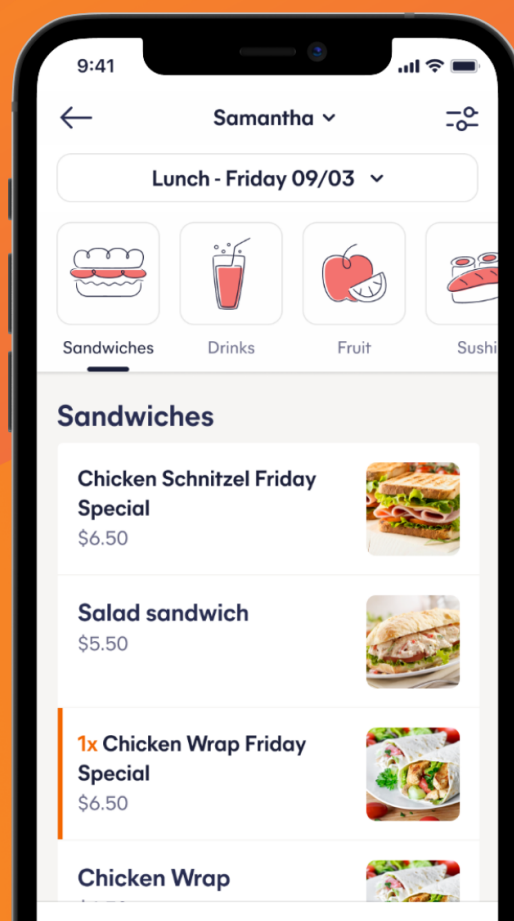 9:41
Samantha
Lunch - Friday 09/03
Sandwiches
Drinks
Fruit
Sushi
Sandwiches
Chicken Schnitzel Friday
Special
$6.50
Salad sandwich
$5.50
1x Chicken Wrap Friday
Special
$6.50
Chicken Wrap